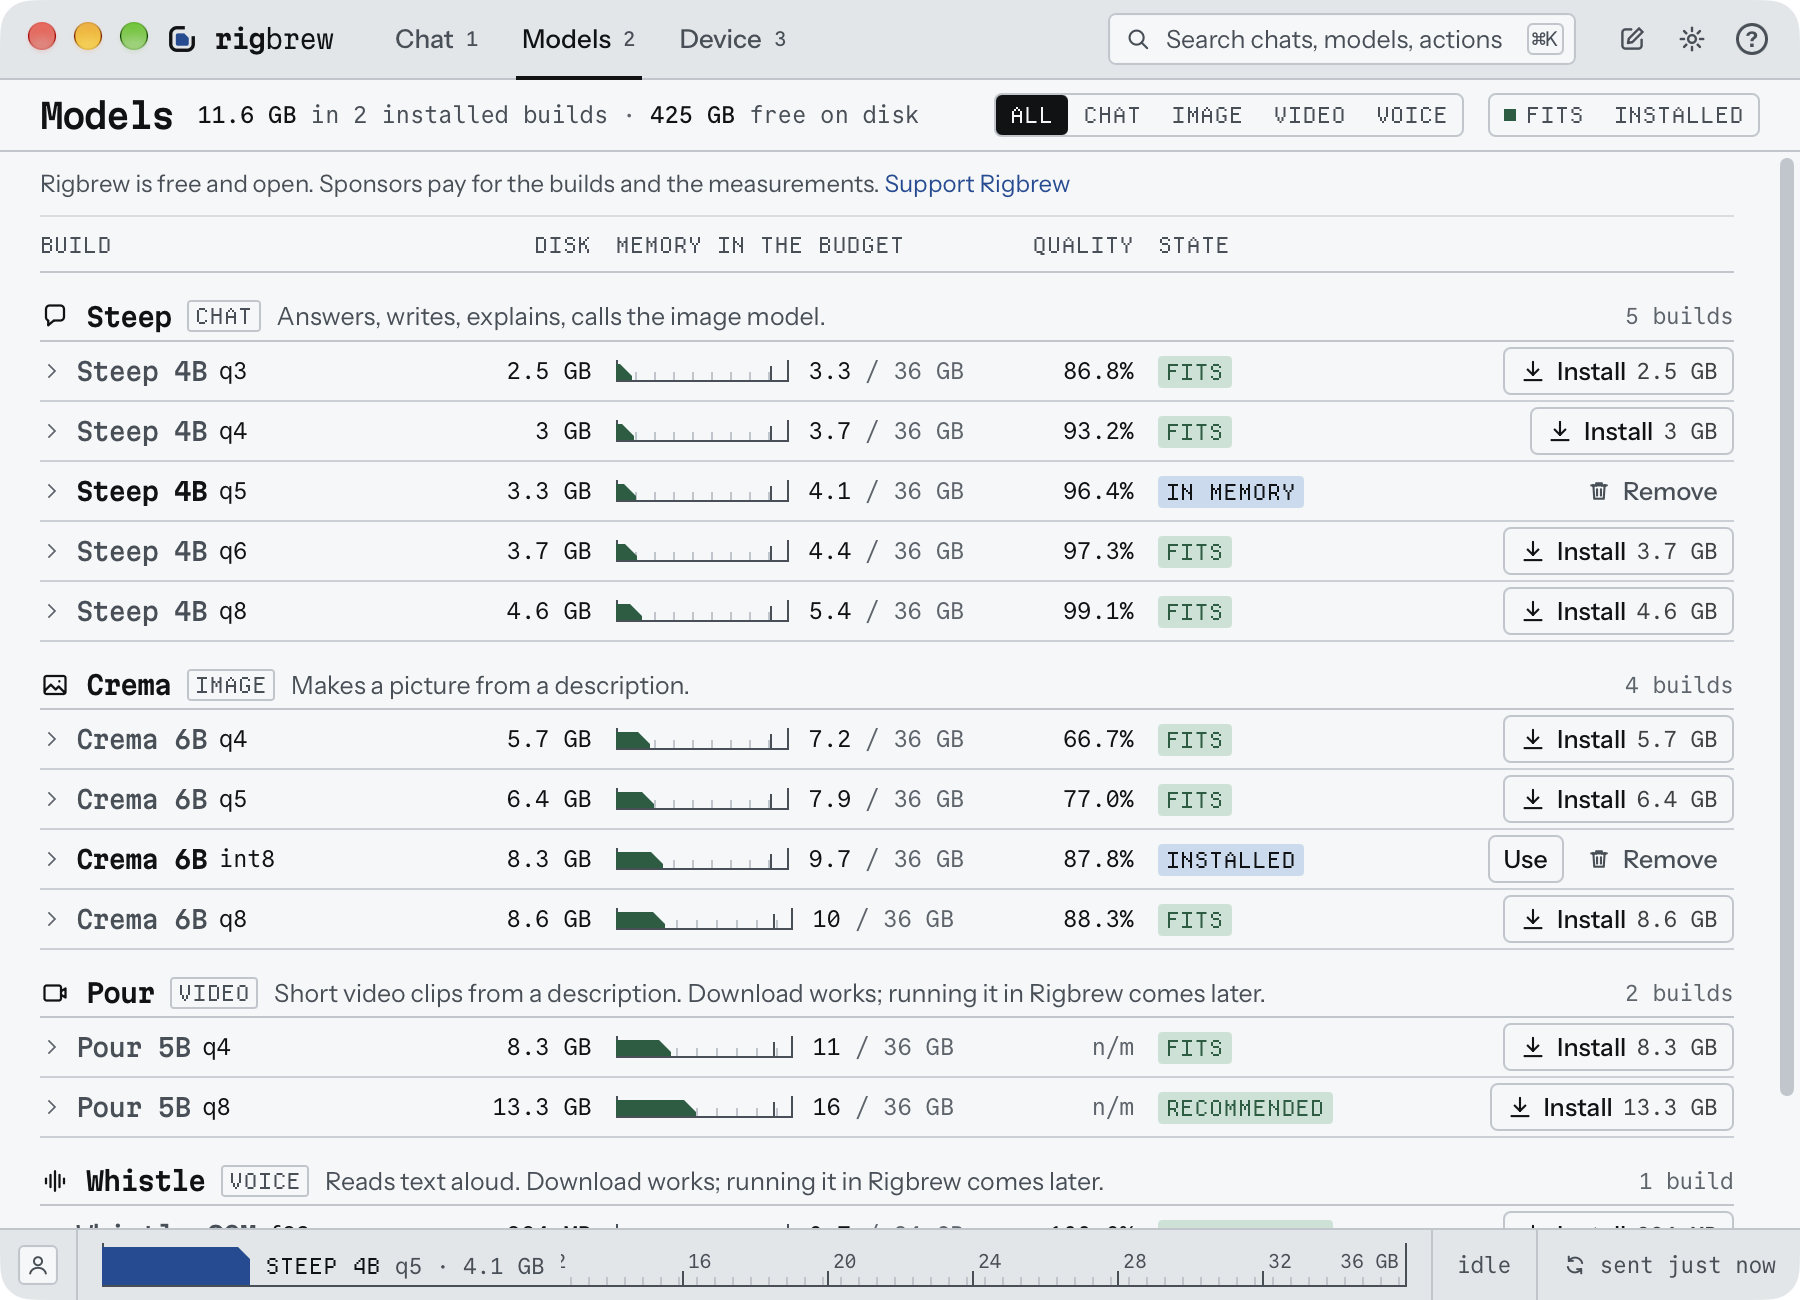 rigbrew Chat 1 Models 2 Device 3 Search chats, models, actions ⌘K ?
Models 11.6 GB in 2 installed builds · 425 GB free on disk ALL CHAT IMAGE VIDEO VOICE FITS INSTALLED
Rigbrew is free and open. Sponsors pay for the builds and the measurements. Support Rigbrew
BUILD DISK MEMORY IN THE BUDGET QUALITY STATE
Steep CHAT Answers, writes, explains, calls the image model. 5 builds
Steep 4B q3 2.5 GB 3.3 / 36 GB 86.8% FITS Install 2.5 GB
Steep 4B q4 3 GB 3.7 / 36 GB 93.2% FITS Install 3 GB
Steep 4B q5 3.3 GB 4.1 / 36 GB 96.4% IN MEMORY Remove
Steep 4B q6 3.7 GB 4.4 / 36 GB 97.3% FITS Install 3.7 GB
Steep 4B q8 4.6 GB 5.4 / 36 GB 99.1% FITS Install 4.6 GB
Crema IMAGE Makes a picture from a description. 4 builds
Crema 6B q4 5.7 GB 7.2 / 36 GB 66.7% FITS Install 5.7 GB
Crema 6B q5 6.4 GB 7.9 / 36 GB 77.0% FITS Install 6.4 GB
Crema 6B int8 8.3 GB 9.7 / 36 GB 87.8% INSTALLED Use Remove
Crema 6B q8 8.6 GB 10 / 36 GB 88.3% FITS Install 8.6 GB
Pour VIDEO Short video clips from a description. Download works; running it in Rigbrew comes later. 2 builds
Pour 5B q4 8.3 GB 11 / 36 GB n/m FITS Install 8.3 GB
Pour 5B q8 13.3 GB 16 / 36 GB n/m RECOMMENDED Install 13.3 GB
Whistle VOICE Reads text aloud. Download works; running it in Rigbrew comes later. 1 build
STEEP 4B q5 · 4.1 GB 16 20 24 28 32 36 GB idle sent just now